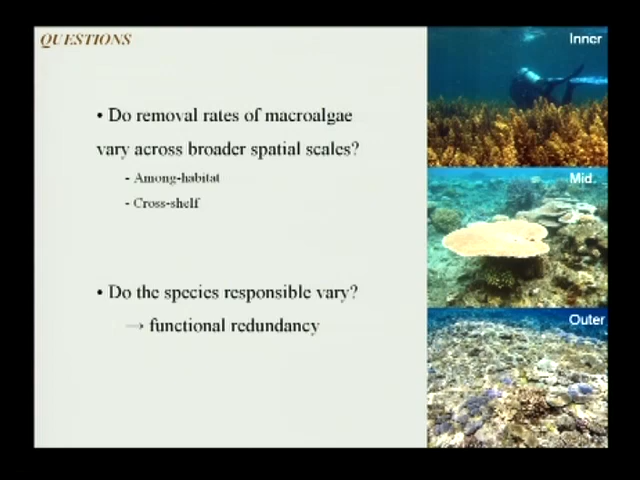 QUESTIONS
• Do removal rates of macroalgae
vary across broader spatial scales?
- Among-habitat
- Cross-shelf
• Do the species responsible vary?
→ functional redundancy
Inner
Mid.
Outer